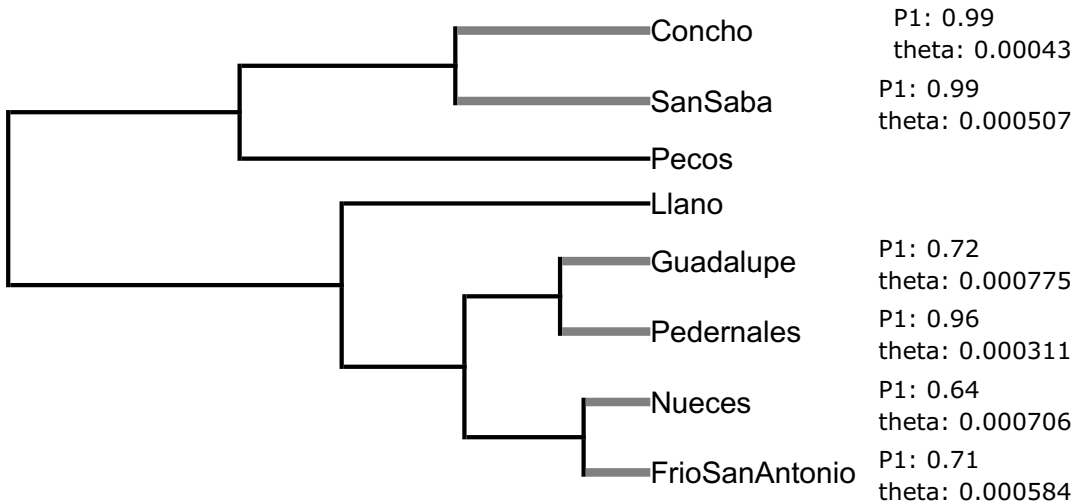 Concho
P1: 0.99
theta: 0.00043
SanSaba
P1: 0.99
theta: 0.000507
Pecos
Llano
Guadalupe
P1: 0.72
theta: 0.000775
Pedernales
P1: 0.96
theta: 0.000311
Nueces
P1: 0.64
theta: 0.000706
FrioSanAntonio
P1: 0.71
theta: 0.000584